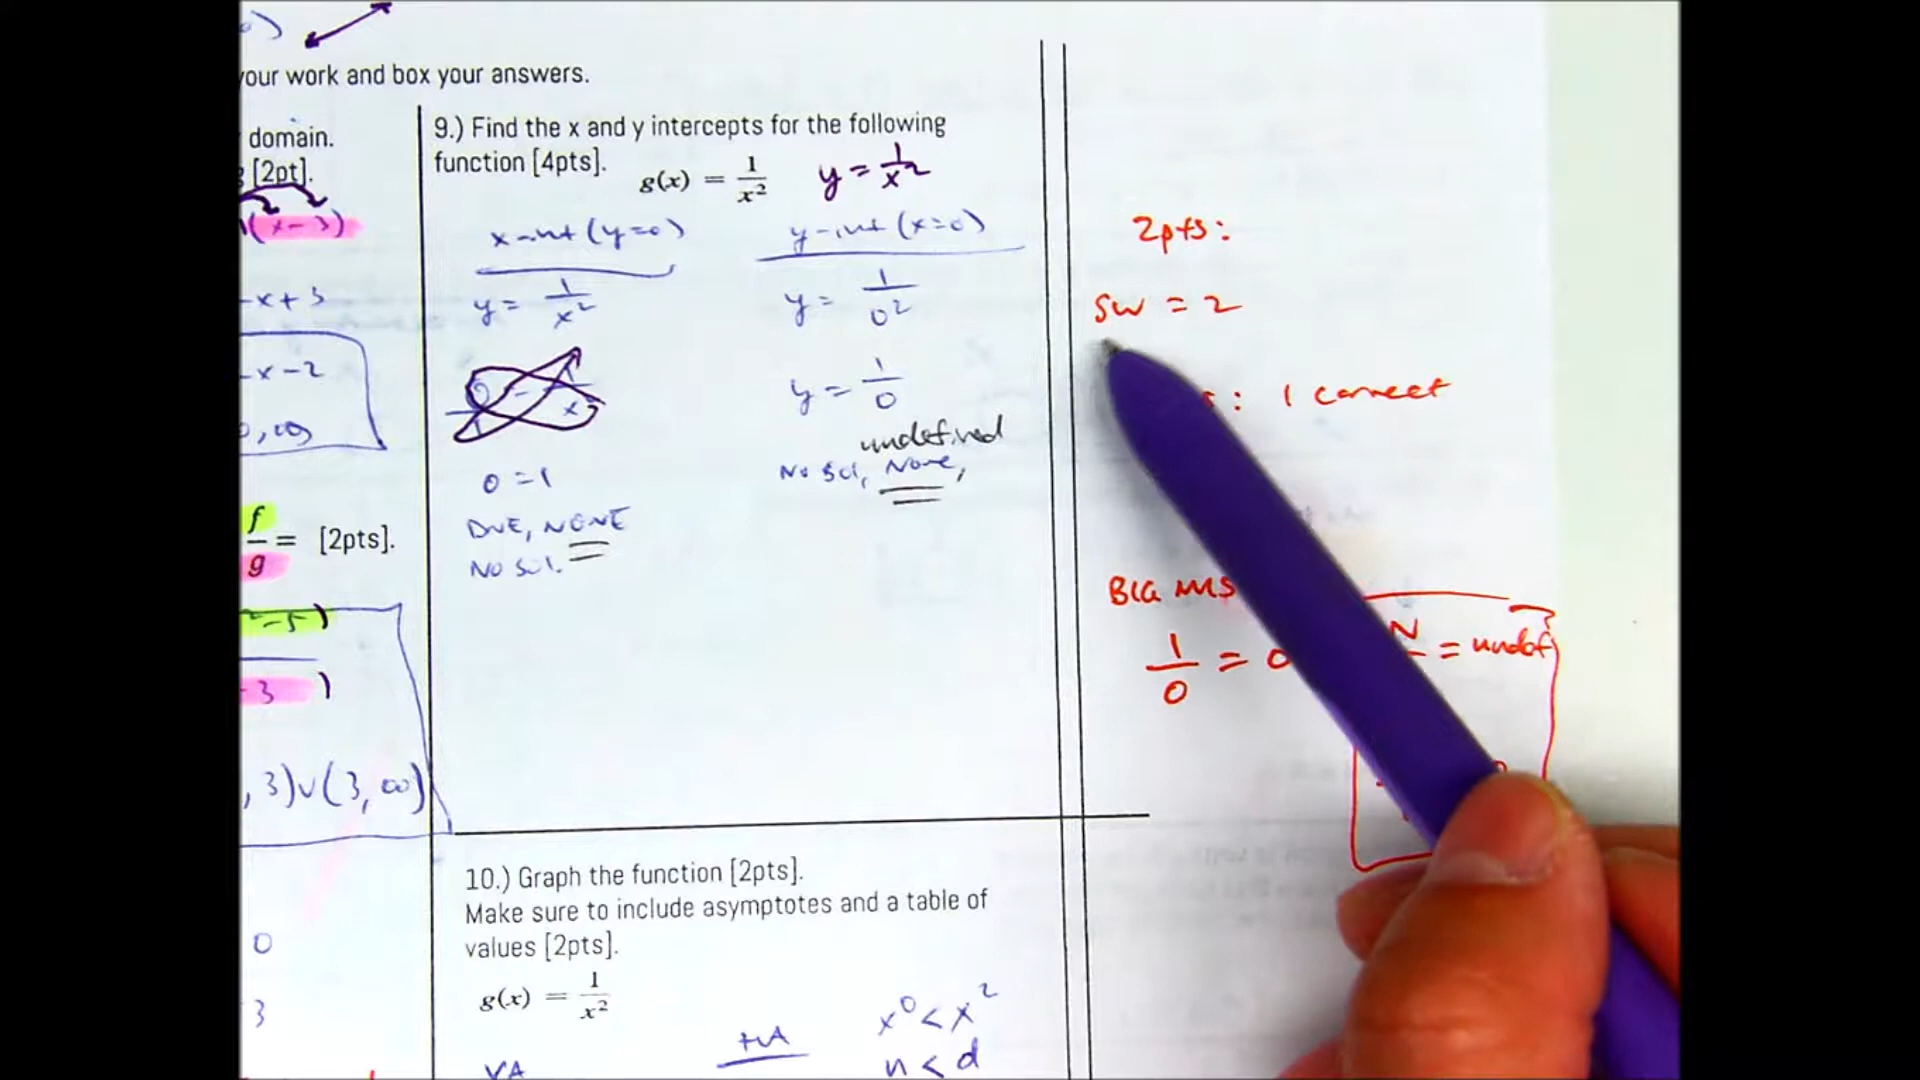 our work and box your answers.
domain.
[2pt].
(x-3)
-x+3
-x-2
f
g
= [2pts].
-5)
3 )
, 3)∪(3, ∞)
0
3
9.) Find the x and y intercepts for the following
function [4pts].
g(x) = 1/x²
y = 1/x²
x-int (y=0)
y = 1/x²
0 = 1
DNE, NONE
No sol.
y-int (x=0)
y = 1/0²
y = 1/0
undefined
No sol, None,
10.) Graph the function [2pts].
Make sure to include asymptotes and a table of
values [2pts].
g(x) = 1/x²
VA
HA
x⁰ < x²
n < d
2pts:
SW = 2
: 1 correct
BIG MIS
1/0 = 0
N
= undef